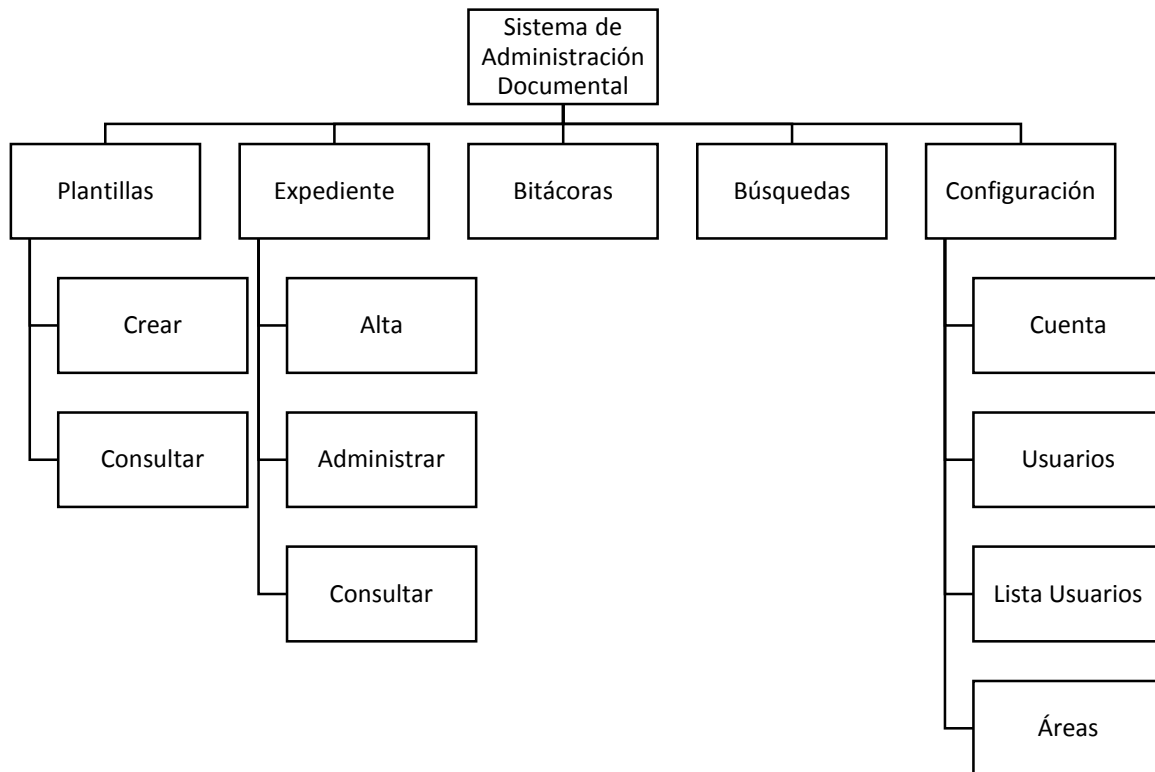 Sistema de
Administración
Documental
Plantillas
Expediente
Bitácoras
Búsquedas
Configuración
Crear
Alta
Cuenta
Consultar
Administrar
Usuarios
Consultar
Lista Usuarios
Áreas